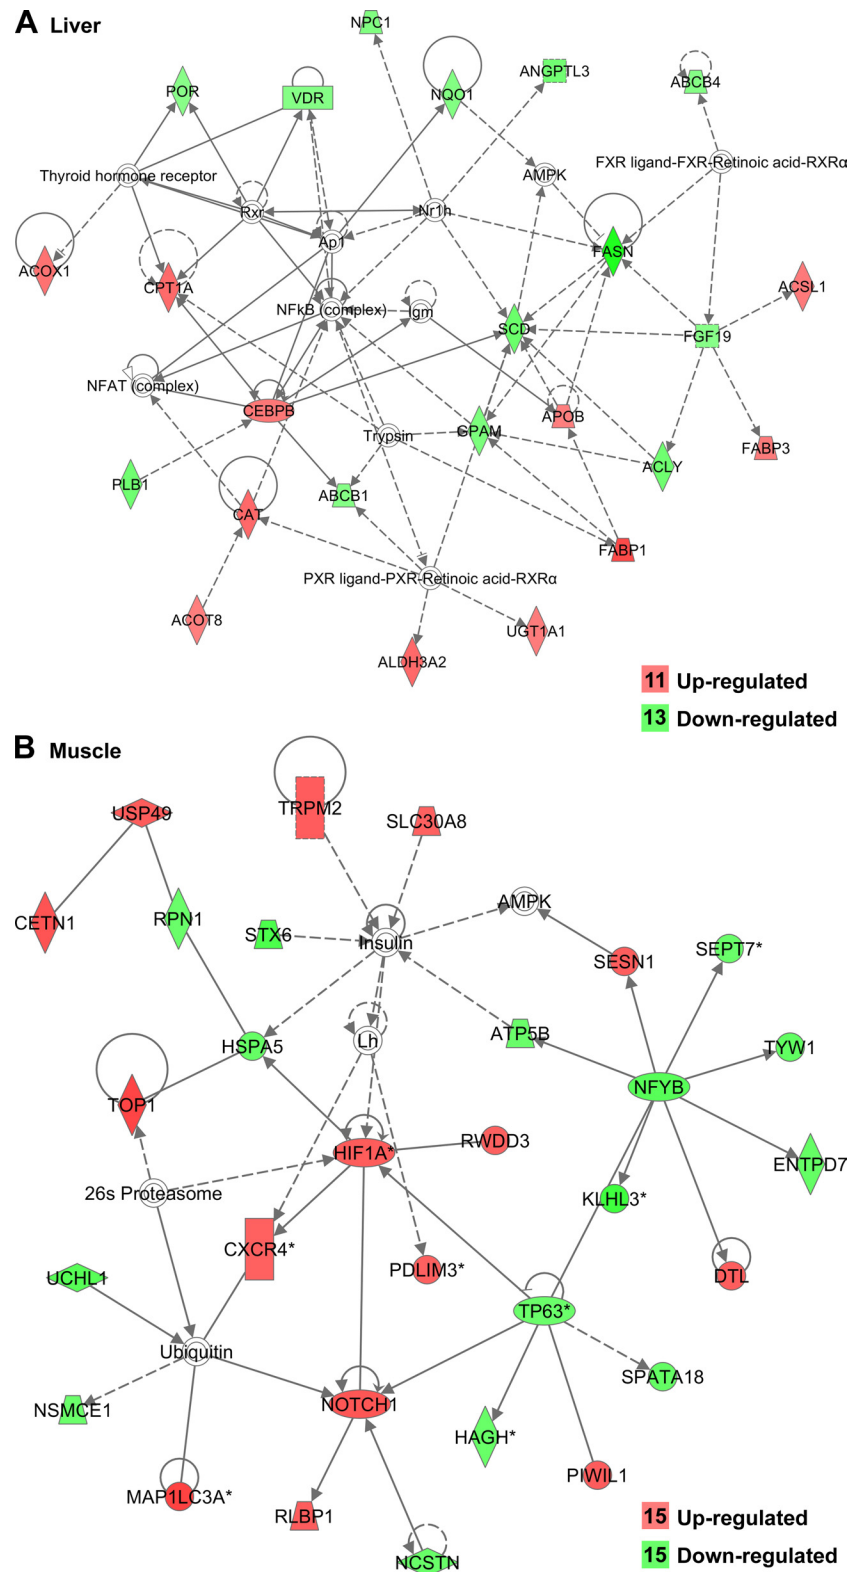 A Liver
NPC1
ANGPTL3
ABCB4
POR
VDR
NQO1
Thyroid hormone receptor
AMPK
FXR ligand-FXR-Retinoic acid-RXRα
Rxr
Nr1h
Ap1
FASN
ACOX1
CPT1A
ACSL1
NFkB (complex)
Igm
SCD
FGF19
NFAT (complex)
CEBPB
APOB
Trypsin
GPAM
FABP3
PLB1
ABCB1
ACLY
CAT
FABP1
PXR ligand-PXR-Retinoic acid-RXRα
ACOT8
UGT1A1
ALDH3A2
11 Up-regulated
13 Down-regulated
B Muscle
USP49
TRPM2
SLC30A8
CETN1
RPN1
AMPK
STX6
Insulin
SEPT7*
SESN1
HSPA5
Lh
ATP5B
TYW1
NFYB
TOP1
HIF1A*
RWDD3
ENTPD7
26s Proteasome
KLHL3*
CXCR4*
PDLIM3*
DTL
UCHL1
TP63*
Ubiquitin
SPATA18
NSMCE1
NOTCH1
HAGH*
PIWIL1
MAP1LC3A*
RLBP1
NCSTN
15 Up-regulated
15 Down-regulated